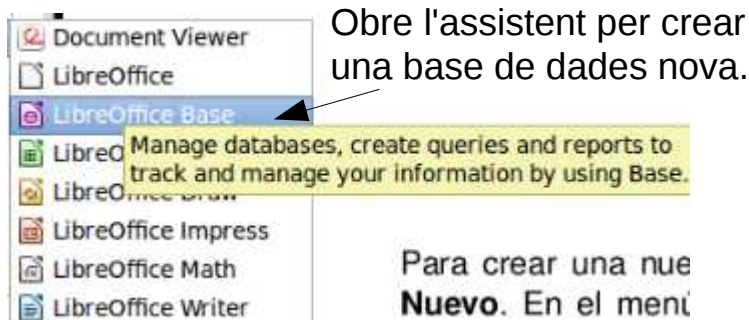 Obre l'assistent per crear
una base de dades nova.
Document Viewer
LibreOffice
LibreOffice Base
Manage databases, create queries and reports to
track and manage your information by using Base.
LibreOffice Impress
LibreOffice Math
LibreOffice Writer
Para crear una
Nuevo. En el